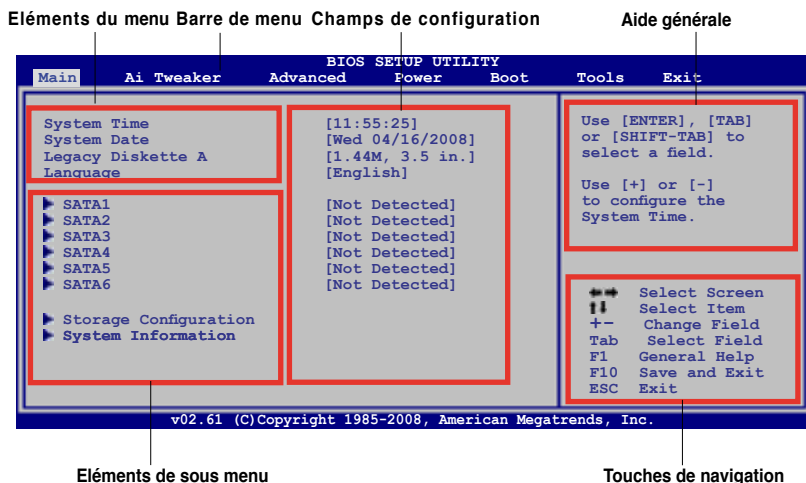 Eléments du menu Barre de menu Champs de configuration Aide générale
BIOS SETUP UTILITY
Main Ai Tweaker Advanced Power Boot Tools Exit
System Time [11:55:25]
System Date [Wed 04/16/2008]
Legacy Diskette A [1.44M, 3.5 in.]
Language [English]
SATA1 [Not Detected]
SATA2 [Not Detected]
SATA3 [Not Detected]
SATA4 [Not Detected]
SATA5 [Not Detected]
SATA6 [Not Detected]
Storage Configuration
System Information
Use [ENTER], [TAB]
or [SHIFT-TAB] to
select a field.
Use [+] or [-]
to configure the
System Time.
←→ Select Screen
↑↓ Select Item
+- Change Field
Tab Select Field
F1 General Help
F10 Save and Exit
ESC Exit
v02.61 (C)Copyright 1985-2008, American Megatrends, Inc.
Eléments de sous menu Touches de navigation